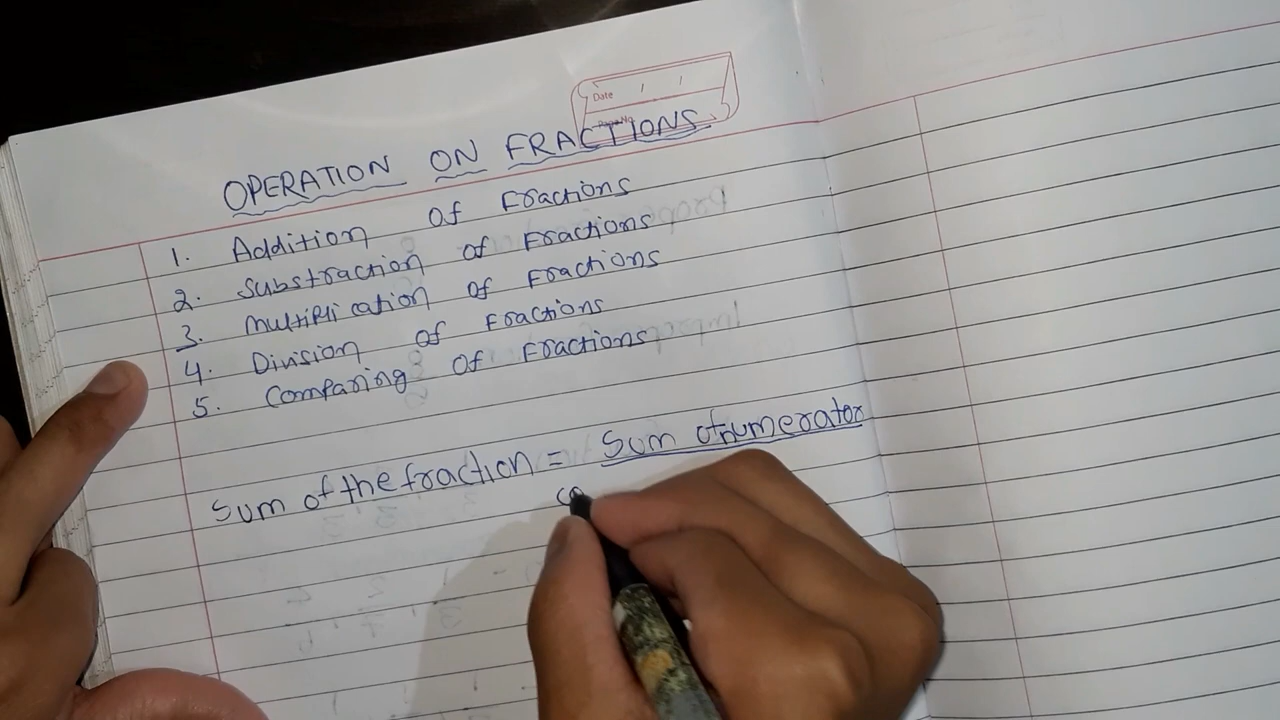 Date / /
OPERATION ON FRACTIONS
1. Addition of Fractions
2. Substraction of Fractions
3. Multiplication of Fractions
4. Division of Fractions
5. Comparing of Fractions
Sum of the fraction = Sum of numerator
co